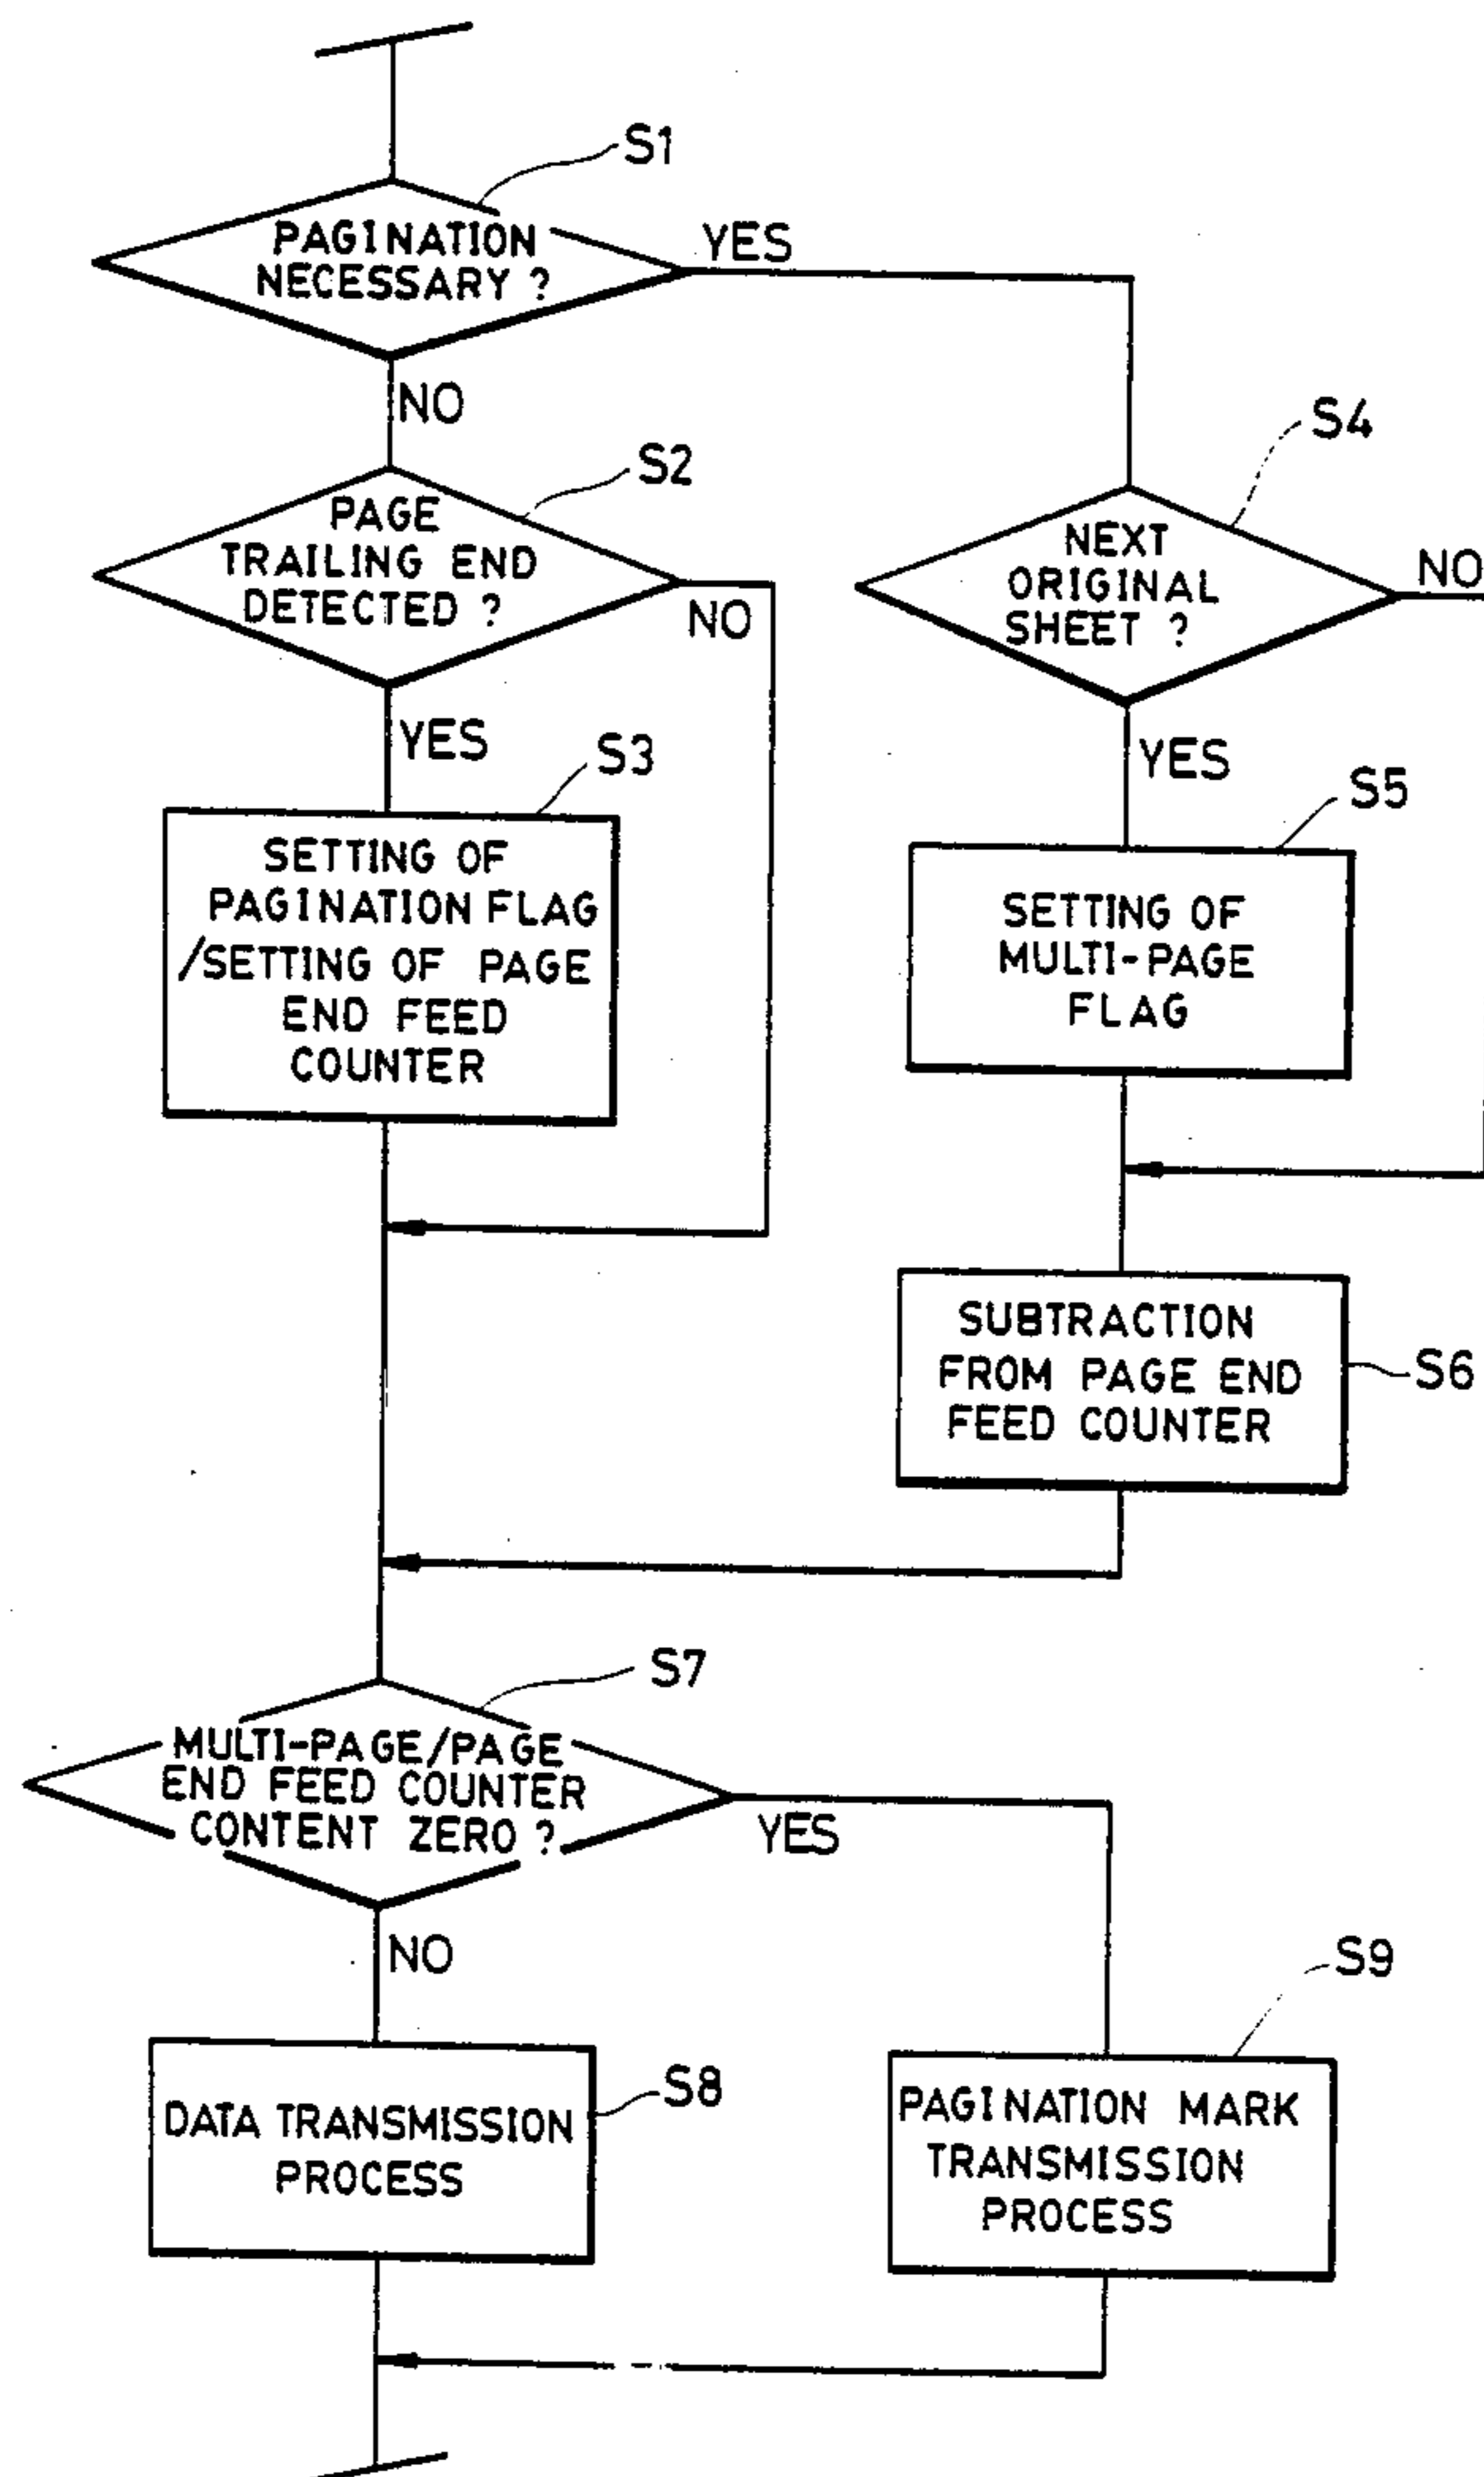 S1
PAGINATION
NECESSARY ?
YES
NO
S2
PAGE
TRAILING END
DETECTED ?
NO
YES
S4
NEXT
ORIGINAL
SHEET ?
NO
YES
S3
SETTING OF
PAGINATION FLAG
/SETTING OF PAGE
END FEED
COUNTER
S5
SETTING OF
MULTI-PAGE
FLAG
SUBTRACTION
FROM PAGE END
FEED COUNTER
S6
S7
MULTI-PAGE/PAGE
END FEED COUNTER
CONTENT ZERO ?
YES
NO
S8
DATA TRANSMISSION
PROCESS
S9
PAGINATION MARK
TRANSMISSION
PROCESS